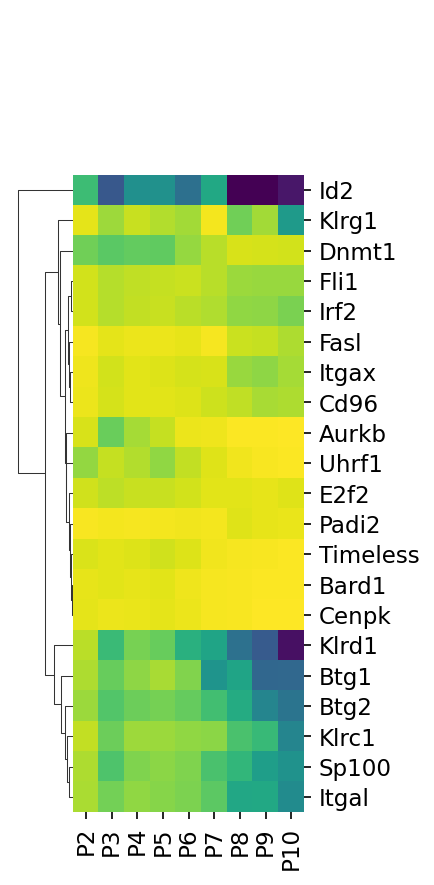 Id2
Klrg1
Dnmt1
Fli1
Irf2
Fasl
Itgax
Cd96
Aurkb
Uhrf1
E2f2
Padi2
Timeless
Bard1
Cenpk
Klrd1
Btg1
Btg2
Klrc1
Sp100
Itgal
P2 P3 P4 P5 P6 P7 P8 P9 P10